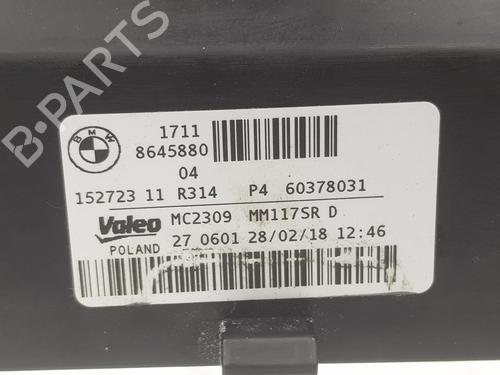 B-PARTS
BMW
1711
8645880
04
152723 11 R314 P4 60378031
Valeo MC2309 MM117SR D
POLAND 27 0601 28/02/18 12:46